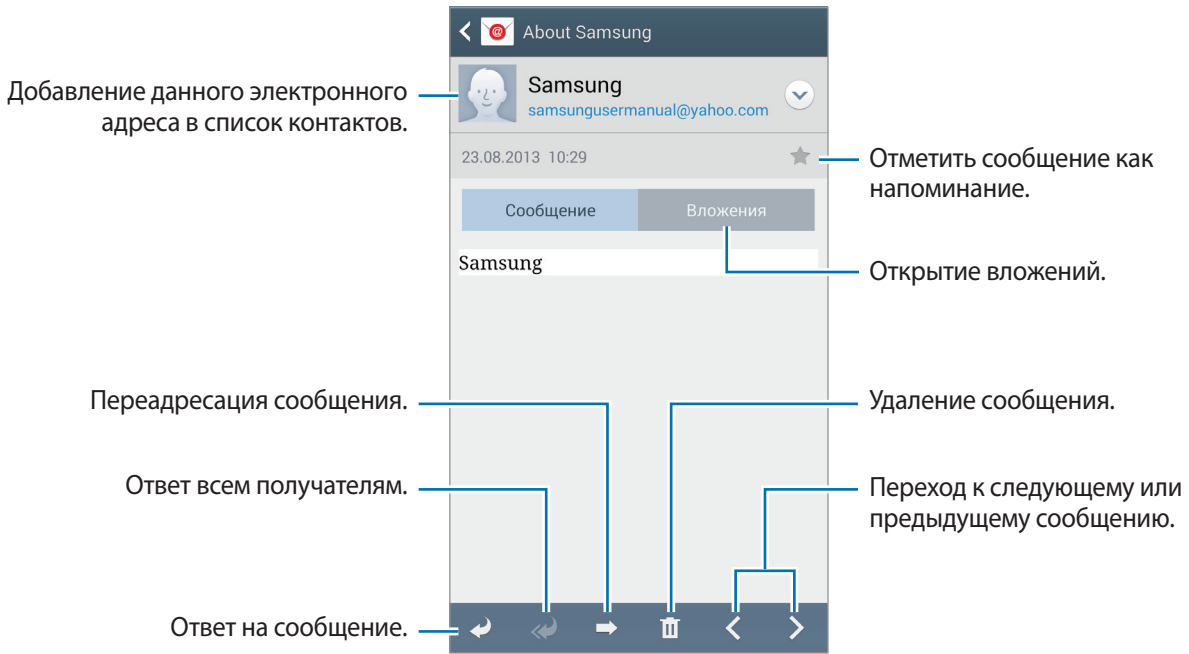 About Samsung
Добавление данного электронного
адреса в список контактов.
Samsung
samsungusermanual@yahoo.com
23.08.2013 10:29
Отметить сообщение как
напоминание.
Сообщение
Вложения
Samsung
Открытие вложений.
Переадресация сообщения.
Удаление сообщения.
Ответ всем получателям.
Переход к следующему или
предыдущему сообщению.
Ответ на сообщение.